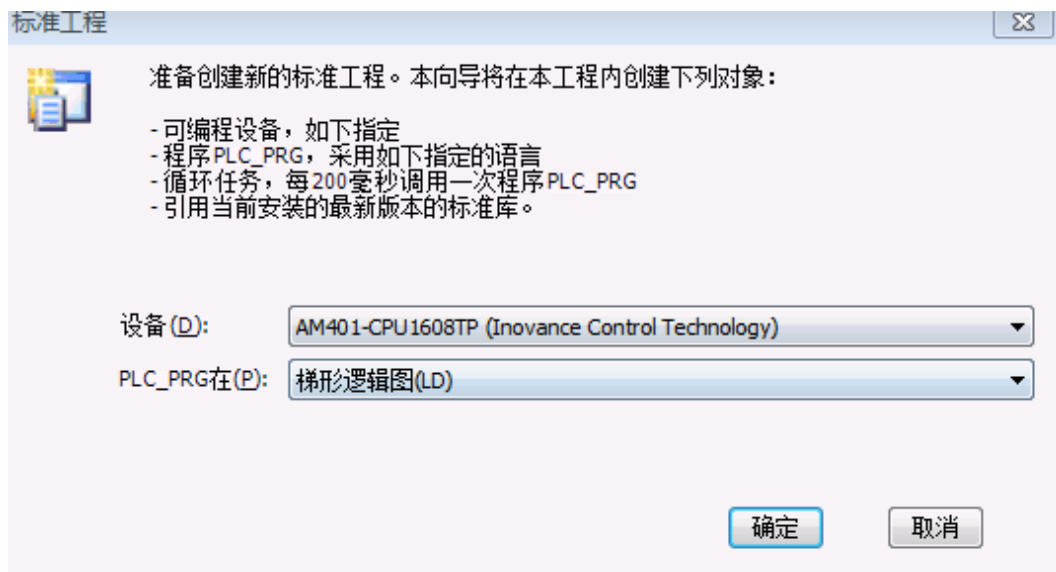 标准工程
准备创建新的标准工程。本向导将在本工程内创建下列对象：
-可编程设备，如下指定
-程序PLC_PRG，采用如下指定的语言
-循环任务，每200毫秒调用一次程序PLC_PRG
-引用当前安装的最新版本的标准库。
设备(D): AM401-CPU1608TP (Inovance Control Technology)
PLC_PRG在(P): 梯形逻辑图(LD)
确定 取消